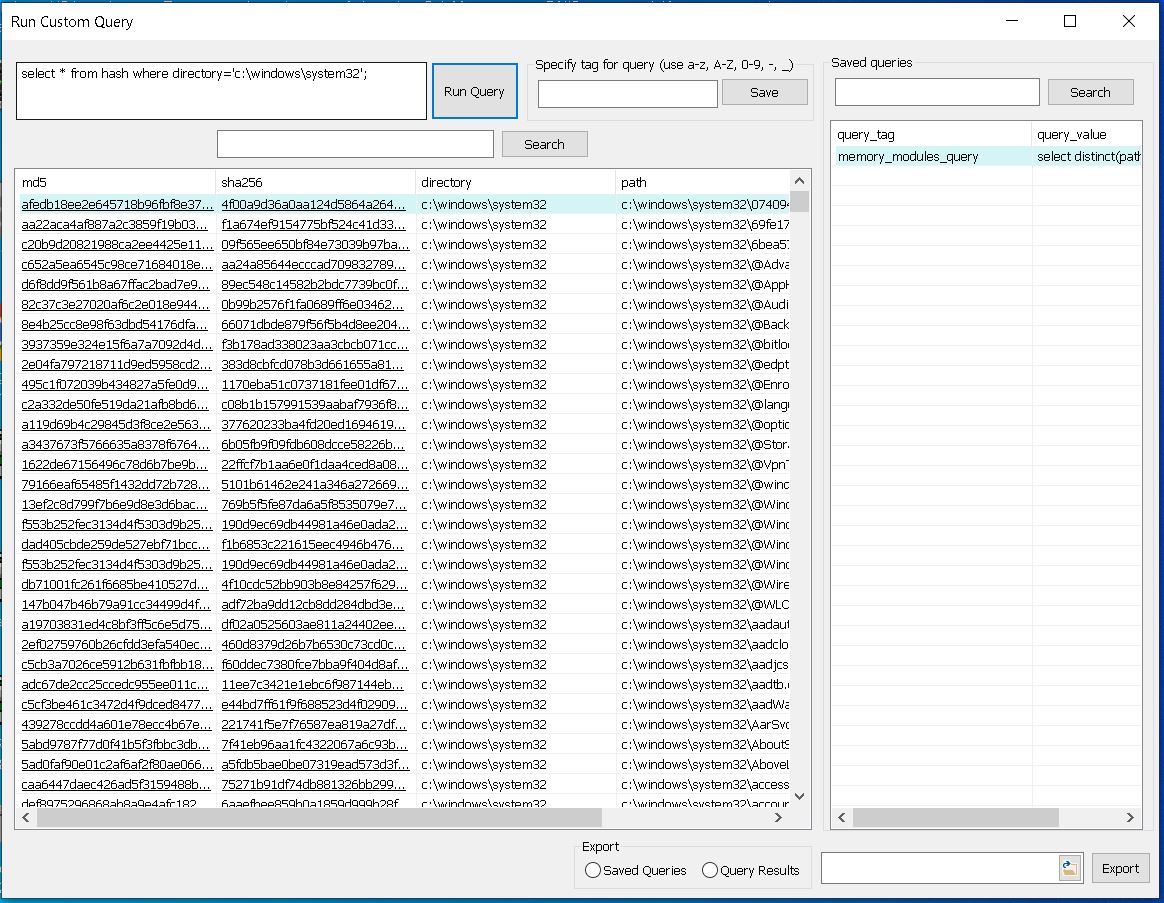 Run Custom Query
select * from hash where directory='c:\windows\system32';
Run Query
Specify tag for query (use a-z, A-Z, 0-9, -, _)
Save
Saved queries
Search
Search
query_tag query_value
memory_modules_query select distinct(path
md5 sha256 directory path
afedb18ee2e645718b96fbf8e37... 4f00a9d36a0aa124d5864a264... c:\windows\system32 c:\windows\system32\07409
aa22aca4af887a2c3859f19b03... f1a674ef9154775bf524c41d33... c:\windows\system32 c:\windows\system32\69fe17
c20b9d20821988ca2ee4425e11... 09f565ee650bf84e73039b97ba... c:\windows\system32 c:\windows\system32\6bea57
c652a5ea6545c98ce71684018e... aa24a85644ecccad709832789... c:\windows\system32 c:\windows\system32\@Adva
d6f8dd9f561b8a67ffac2bad7e9... 89ec548c14582b2bdc7739bc0f... c:\windows\system32 c:\windows\system32\@AppH
82c37c3e27020af6c2e018e944... 0b99b2576f1fa0689ff6e03462... c:\windows\system32 c:\windows\system32\@Audi
8e4b25cc8e98f63dbd54176dfa... 66071dbde879f56f5b4d8ee204... c:\windows\system32 c:\windows\system32\@Back
3937359e324e15f6a7a7092d4d... f3b178ad338023aa3cbcb071cc... c:\windows\system32 c:\windows\system32\@bitlo
2e04fa797218711d9ed5958cd2... 383d8cbfcd078b3d661655a81... c:\windows\system32 c:\windows\system32\@edpt
495c1f072039b434827a5fe0d9... 1170eba51c0737181fee01df67... c:\windows\system32 c:\windows\system32\@Enro
c2a332de50fe519da21afb8bd6... c08b1b157991539aabaf7936f8... c:\windows\system32 c:\windows\system32\@langu
a119d69b4c29845d3f8ce2e563... 377620233ba4fd20ed1694619... c:\windows\system32 c:\windows\system32\@optio
a3437673f5766635a8378f6764... 6b05fb9f09fdb608dcce58226b... c:\windows\system32 c:\windows\system32\@Stor
1622de67156496c78d6b7be9b... 22ffcf7b1aa6e0f1daa4ced8a08... c:\windows\system32 c:\windows\system32\@VpnT
79166eaf65485f1432dd72b728... 5101b61462e241a346a272669... c:\windows\system32 c:\windows\system32\@wind
13ef2c8d799f7b6e9d8e3d6bac... 769b5f5fe87da6a5f8535079e7... c:\windows\system32 c:\windows\system32\@Wind
f553b252fec3134d4f5303d9b25... 190d9ec69db44981a46e0ada2... c:\windows\system32 c:\windows\system32\@Wind
dad405cbde259de527ebf71bcc... f1b6853c221615eec4946b476... c:\windows\system32 c:\windows\system32\@Wind
f553b252fec3134d4f5303d9b25... 190d9ec69db44981a46e0ada2... c:\windows\system32 c:\windows\system32\@Wind
db71001fc261f6685be410527d... 4f10cdc52bb903b8e84257f629... c:\windows\system32 c:\windows\system32\@Wire
147b047b46b79a91cc34499d4f... adf72ba9dd12cb8dd284dbd3e... c:\windows\system32 c:\windows\system32\@WLO
a19703831ed4c8bf3ff5c6e5d75... df02a0525603ae811a24402ee... c:\windows\system32 c:\windows\system32\aadaut
2ef02759760b26cfdd3efa540ec... 460d8379d26b7b6530c73cd0c... c:\windows\system32 c:\windows\system32\aadclo
c5cb3a7026ce5912b631fbfbb18... f60ddec7380fce7bba9f404d8af... c:\windows\system32 c:\windows\system32\aadjcs
adc67de2cc25ccedc955ee011c... 11ee7c3421e1ebc6f987144eb... c:\windows\system32 c:\windows\system32\aadtb.
c5cf3be461c3472d4f9dced8477... e44bd7ff61f9f688523d4f02909... c:\windows\system32 c:\windows\system32\aadWa
439278ccdd4a601e78ecc4b67e... 221741f5e7f76587ea819a27df... c:\windows\system32 c:\windows\system32\AarSvc
5abd9787f77d0f41b5f3fbbc3db... 7f41eb96aa1fc4322067a6c93b... c:\windows\system32 c:\windows\system32\AboutS
5ad0faf90e01c2af6af2f80ae066... a5fdb5bae0be07319ead573d3f... c:\windows\system32 c:\windows\system32\Abovel
caa6447daec426ad5f3159488b... 75271b91df74db881326bb299... c:\windows\system32 c:\windows\system32\access
def8975296868ab8a9e4afc182 6aaefbee859b0a1859d999b28f c:\windows\system32 c:\windows\system32\accour
Export
Saved Queries Query Results
Export